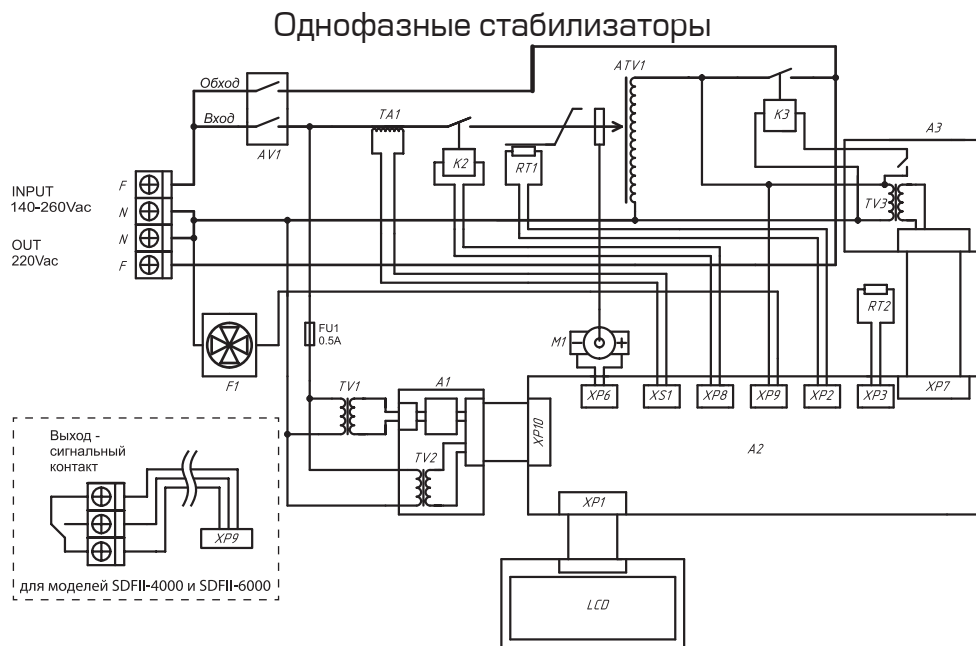 Однофазные стабилизаторы
Обход
Вход
AV1
TA1
K2
RT1
ATV1
K3
A3
TV3
INPUT
140-260Vac
OUT
220Vac
F
N
N
F
F1
FU1
0.5A
M1
RT2
TV1
A1
TV2
XP6
XS1
XP8
XP9
XP2
XP3
XP7
XP10
A2
XP1
LCD
Выход -
сигнальный
контакт
XP9
для моделей SDFII-4000 и SDFII-6000